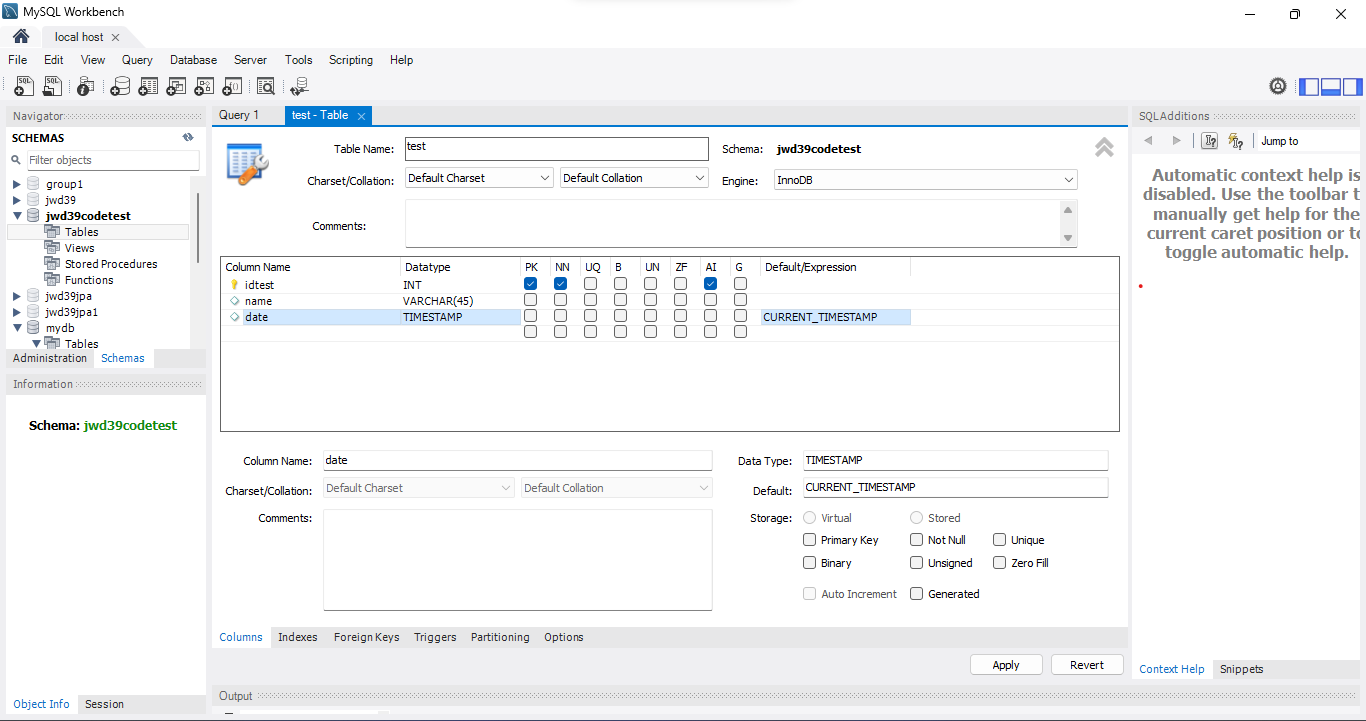 MySQL Workbench
local host
File Edit View Query Database Server Tools Scripting Help
Navigator
SCHEMAS
Filter objects
group1
jwd39
jwd39codetest
Tables
Views
Stored Procedures
Functions
jwd39jpa
jwd39jpa1
mydb
Tables
Administration Schemas
Information
Schema: jwd39codetest
Object Info Session
Query 1 test - Table
Table Name: test Schema: jwd39codetest
Charset/Collation: Default Charset Default Collation Engine: InnoDB
Comments:
Column Name Datatype PK NN UQ B UN ZF AI G Default/Expression
idtest INT
name VARCHAR(45)
date TIMESTAMP CURRENT_TIMESTAMP
Column Name: date Data Type: TIMESTAMP
Charset/Collation: Default Charset Default Collation Default: CURRENT_TIMESTAMP
Comments: Storage: Virtual Stored
Primary Key Not Null Unique
Binary Unsigned Zero Fill
Auto Increment Generated
Columns Indexes Foreign Keys Triggers Partitioning Options
Apply Revert
Output
SQLAdditions
Jump to
Automatic context help is
disabled. Use the toolbar t
manually get help for the
current caret position or to
toggle automatic help.
Context Help Snippets